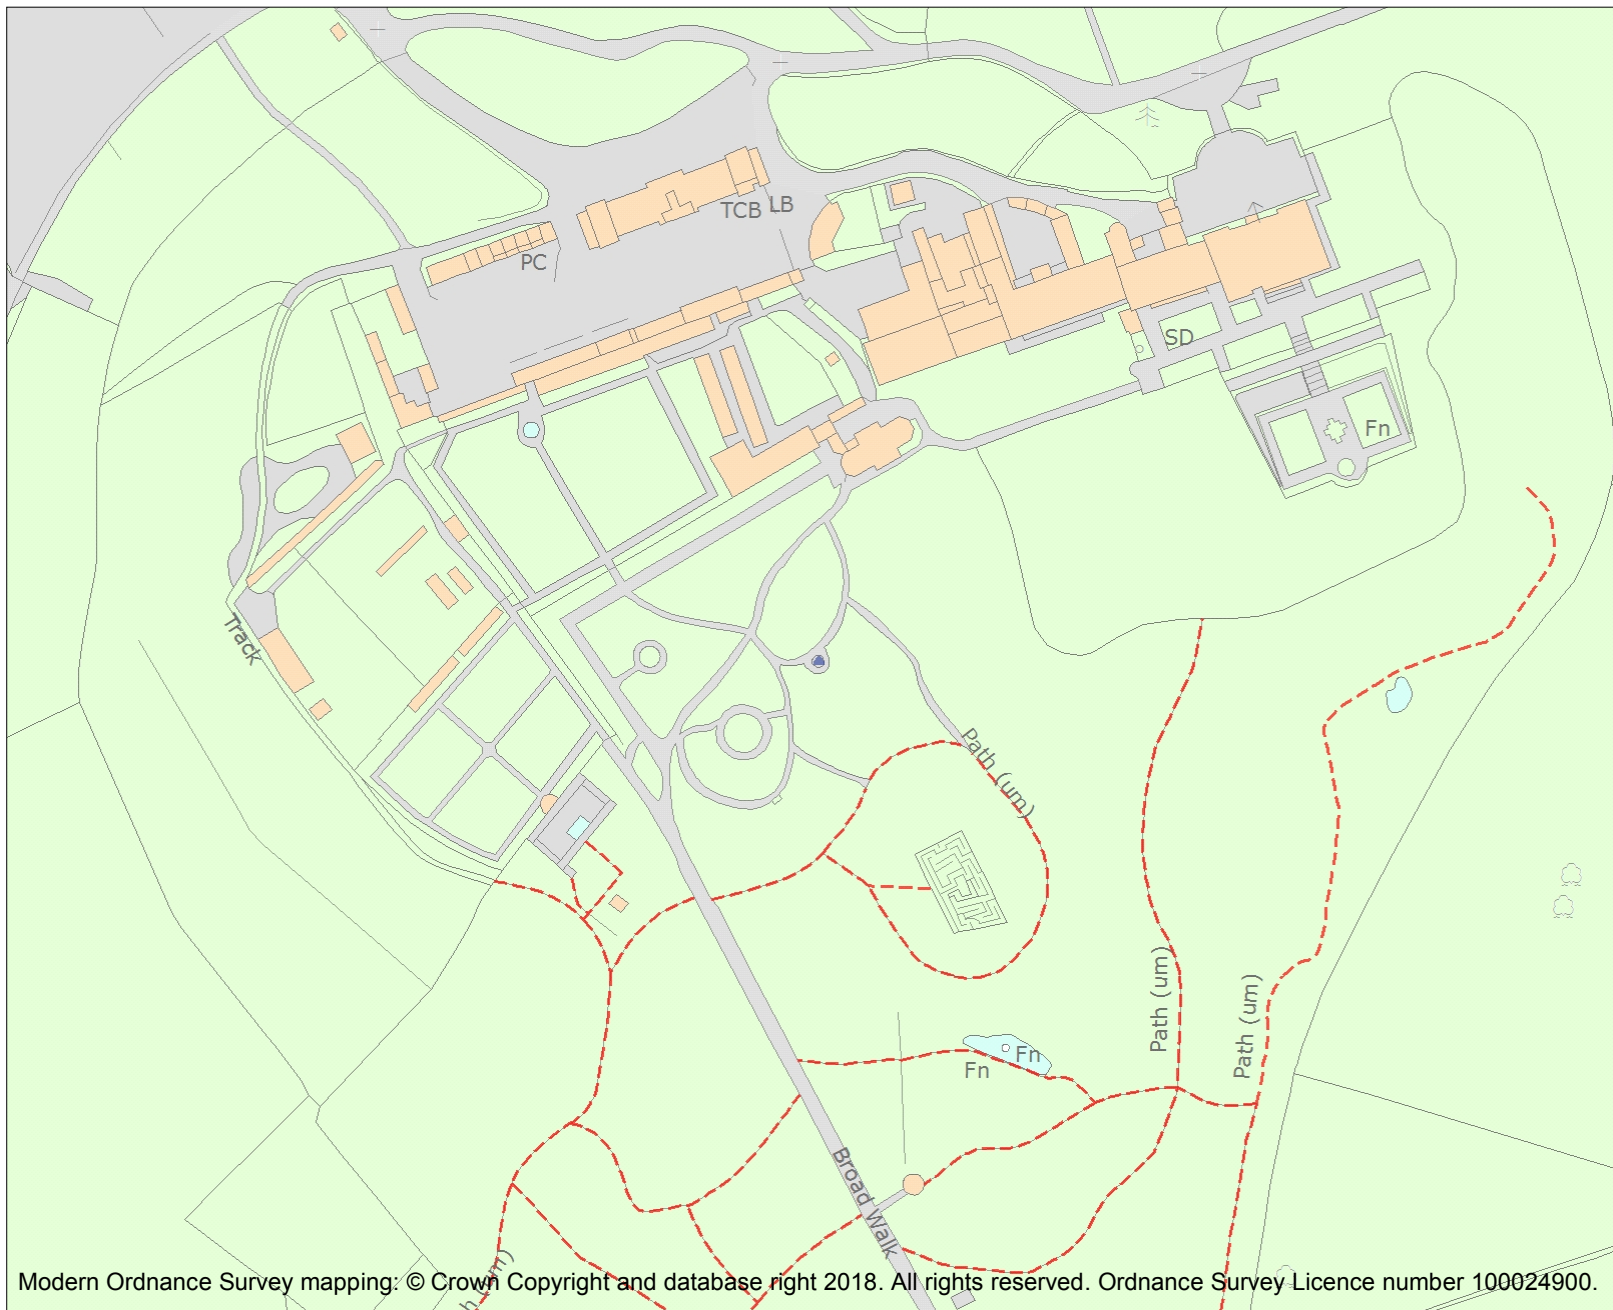 TCB LB
PC
SD
Fn
Track
Path (um)
Path (um)
Path (um)
Fn
Fn
Broad Walk
h (um)
Modern Ordnance Survey mapping: © Crown Copyright and database right 2018. All rights reserved. Ordnance Survey Licence number 100024900.